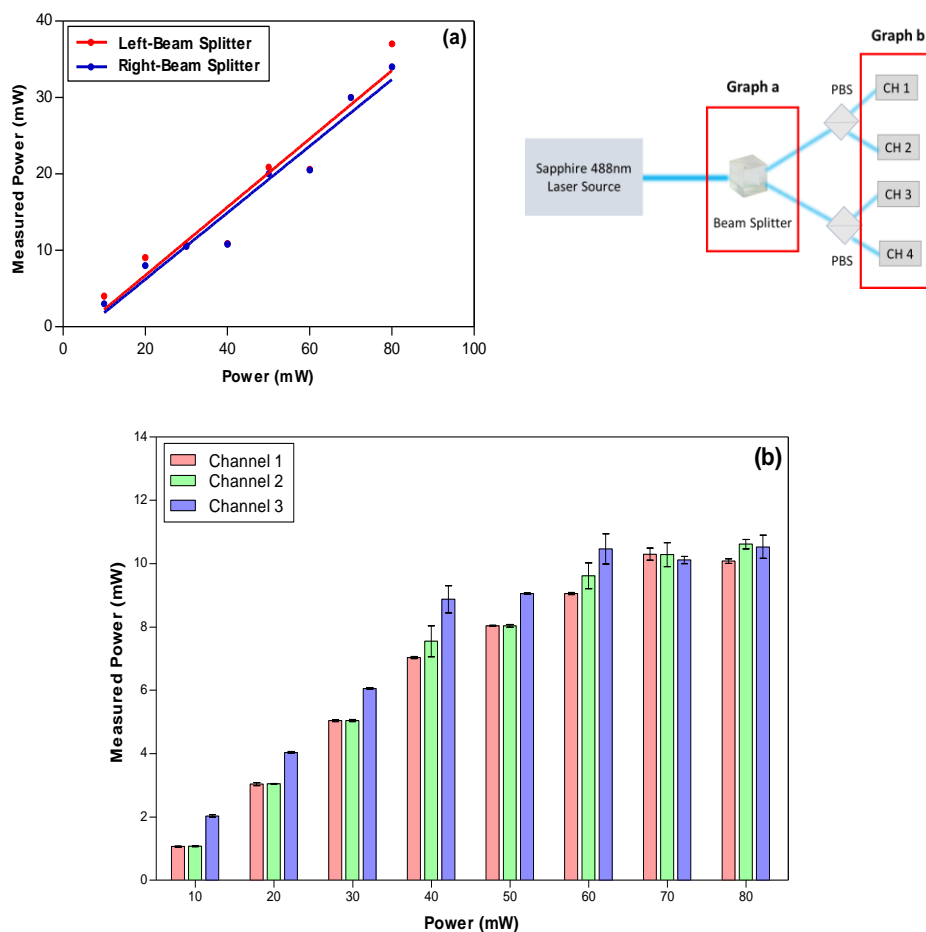 40
30
20
10
0
Measured Power (mW)
Left-Beam Splitter
Right-Beam Splitter
(a)
0
20
40
60
80
100
Power (mW)
Graph b
Graph a
PBS
CH 1
CH 2
Sapphire 488nm
Laser Source
CH 3
Beam Splitter
CH 4
PBS
14
12
10
8
6
4
2
0
Measured Power (mW)
Channel 1
Channel 2
Channel 3
(b)
10
20
30
40
50
60
70
80
Power (mW)